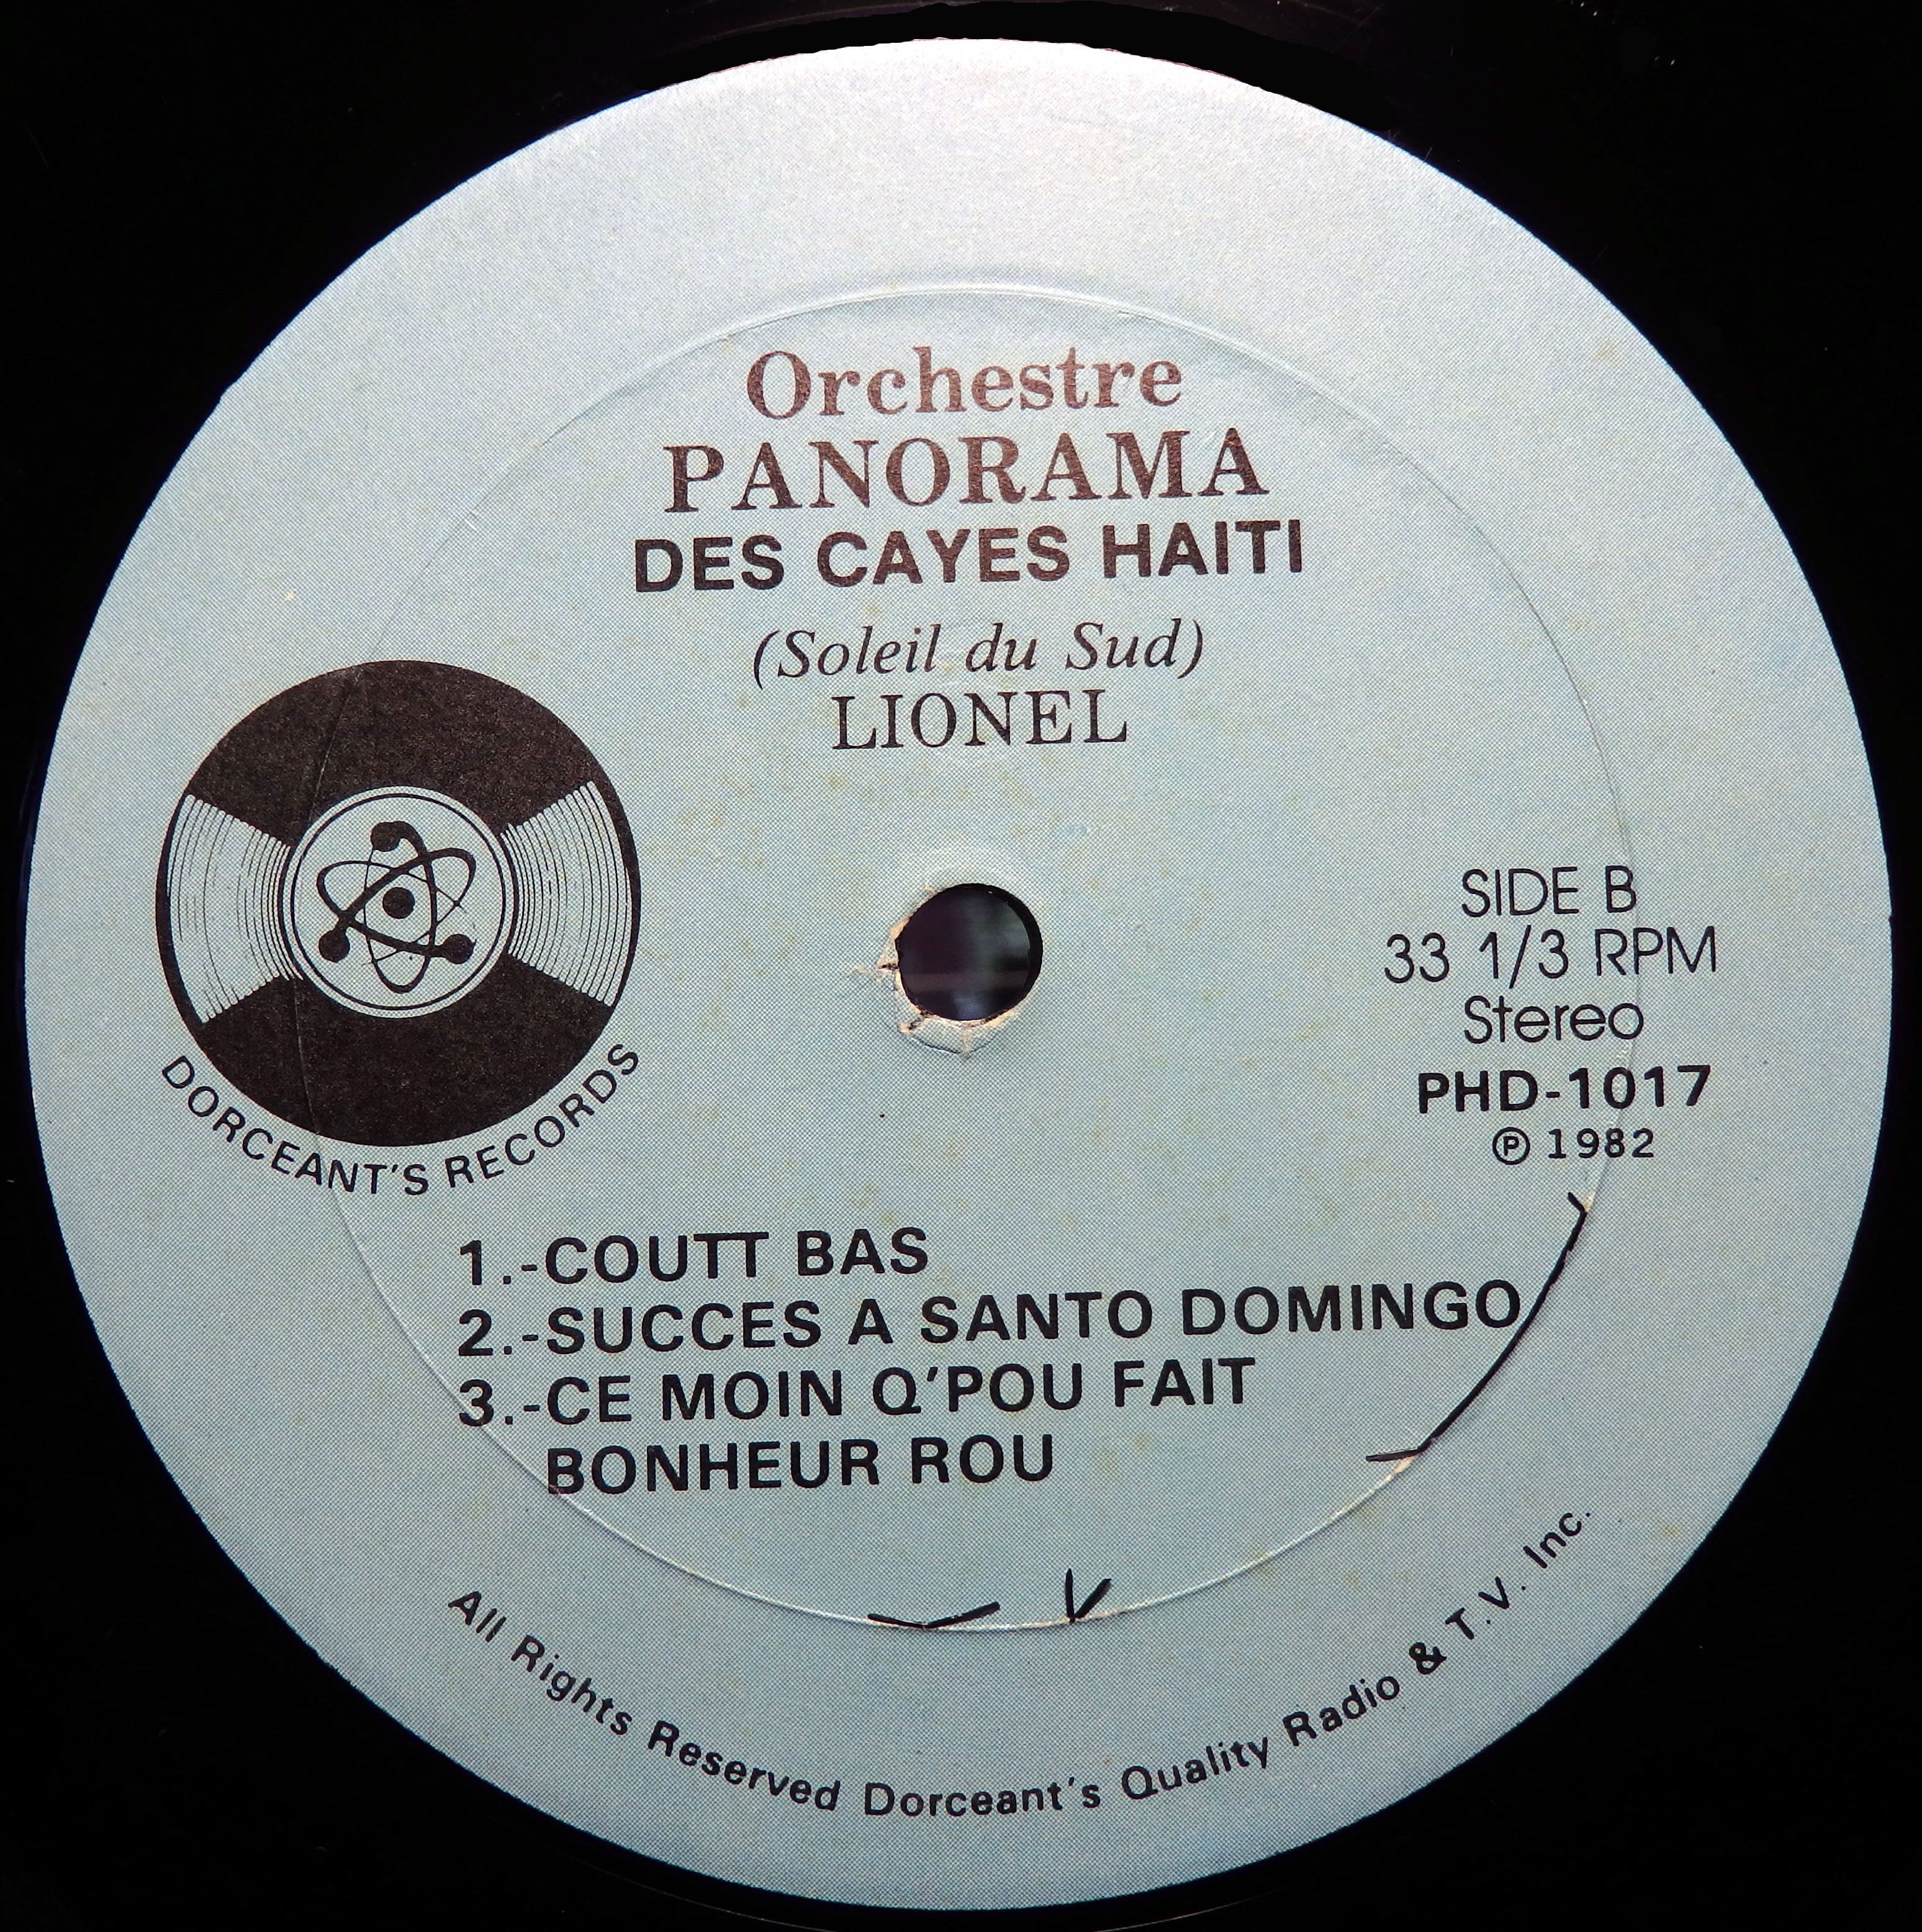 Orchestre
PANORAMA
DES CAYES HAITI
(Soleil du Sud)
LIONEL
DORCEANT'S RECORDS
SIDE B
33 1/3 RPM
Stereo
PHD-1017
℗ 1982
1.-COUTT BAS
2.-SUCCES A SANTO DOMINGO
3.-CE MOIN Q'POU FAIT
BONHEUR ROU
All Rights Reserved Dorceant's Quality Radio & T.V. Inc.